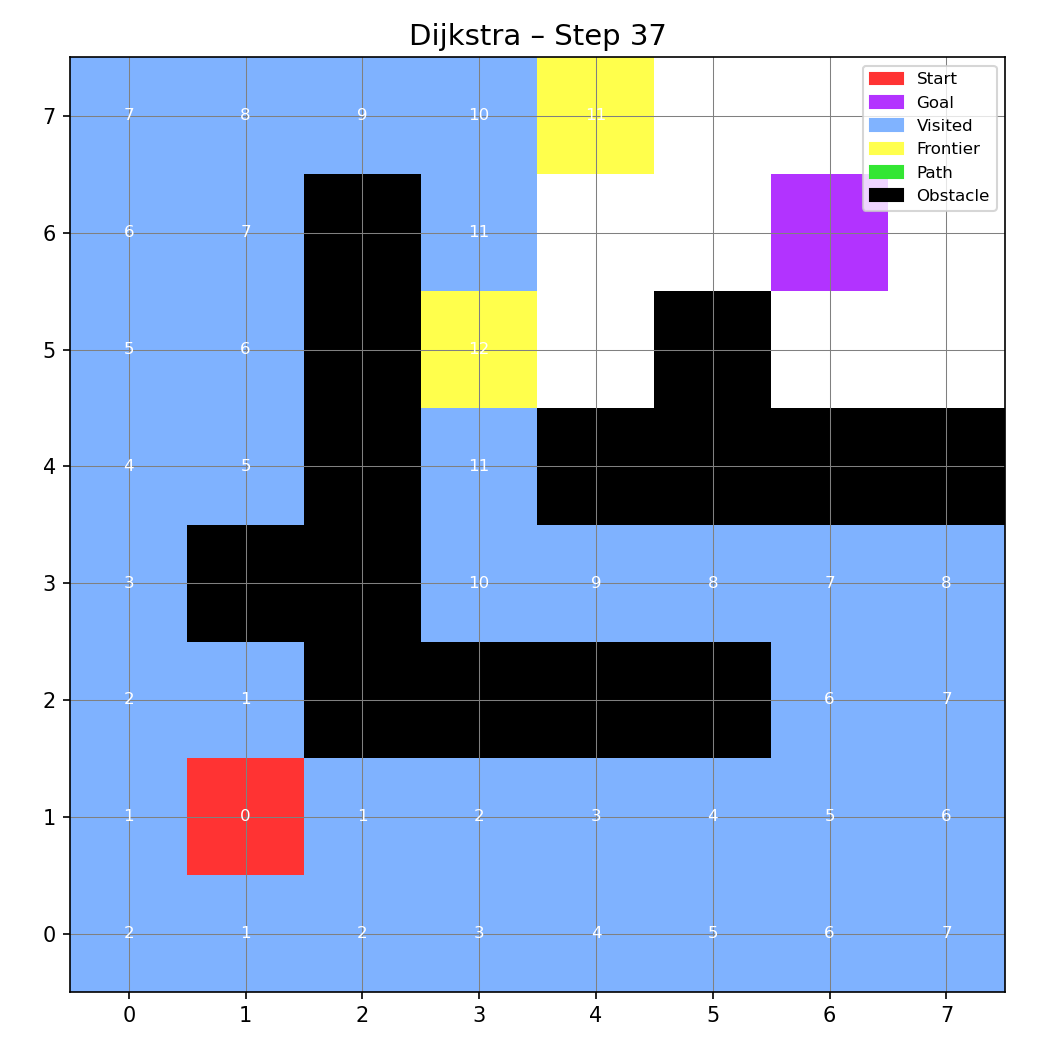 Dijkstra – Step 37
Start
Goal
Visited
Frontier
Path
Obstacle
7 7 8 9 10 11
6 6 7 11
5 5 6 12
4 4 5 11
3 3 10 9 8 7 8
2 2 1 6 7
1 1 0 1 2 3 4 5 6
0 2 1 2 3 4 5 6 7
0 1 2 3 4 5 6 7